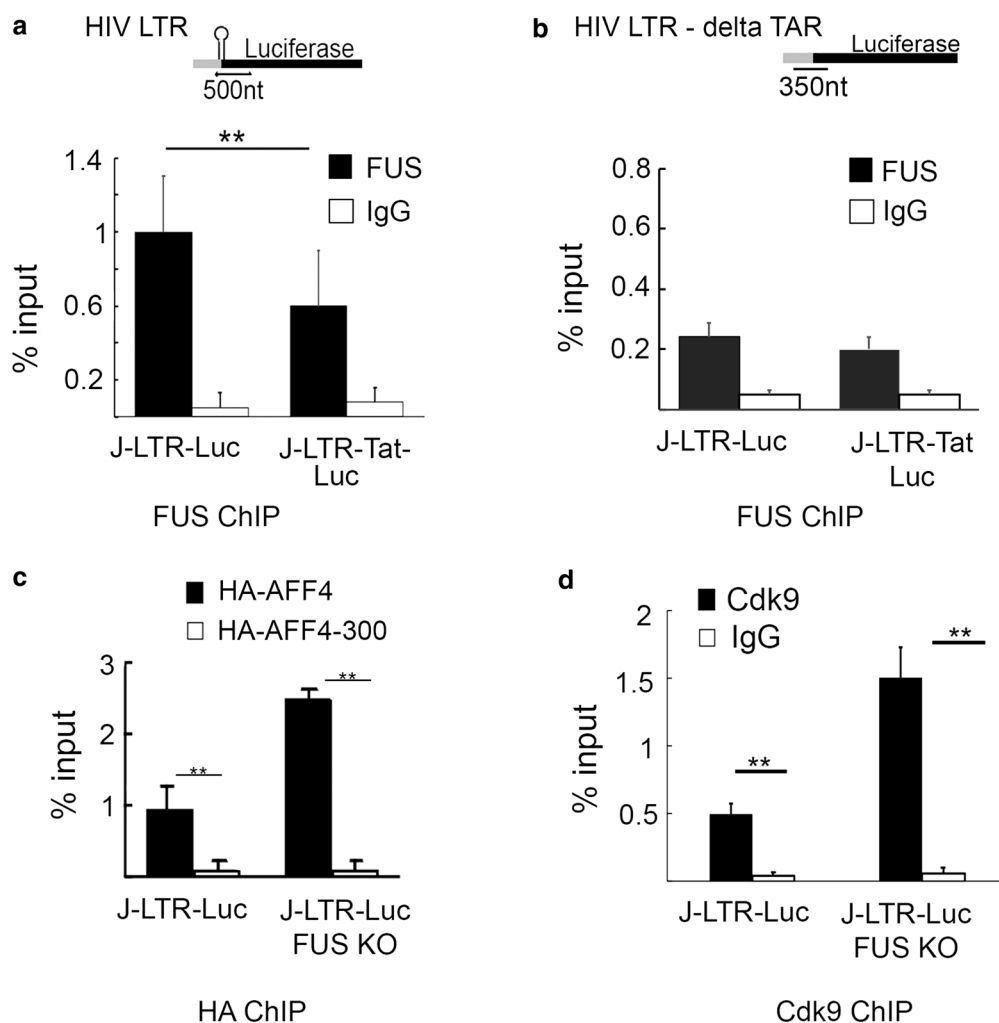 a HIV LTR
Luciferase
500nt
**
1.4
1
0.6
0.2
% input
FUS
IgG
J-LTR-Luc
J-LTR-Tat-
Luc
FUS ChIP
b HIV LTR - delta TAR
Luciferase
350nt
0.8
0.6
0.4
0.2
% input
FUS
IgG
J-LTR-Luc
J-LTR-Tat
Luc
FUS ChIP
c
HA-AFF4
HA-AFF4-300
3
2
1
% input
**
**
J-LTR-Luc
J-LTR-Luc
FUS KO
HA ChIP
d
Cdk9
IgG
2
1.5
1
0.5
% input
**
**
J-LTR-Luc
J-LTR-Luc
FUS KO
Cdk9 ChIP